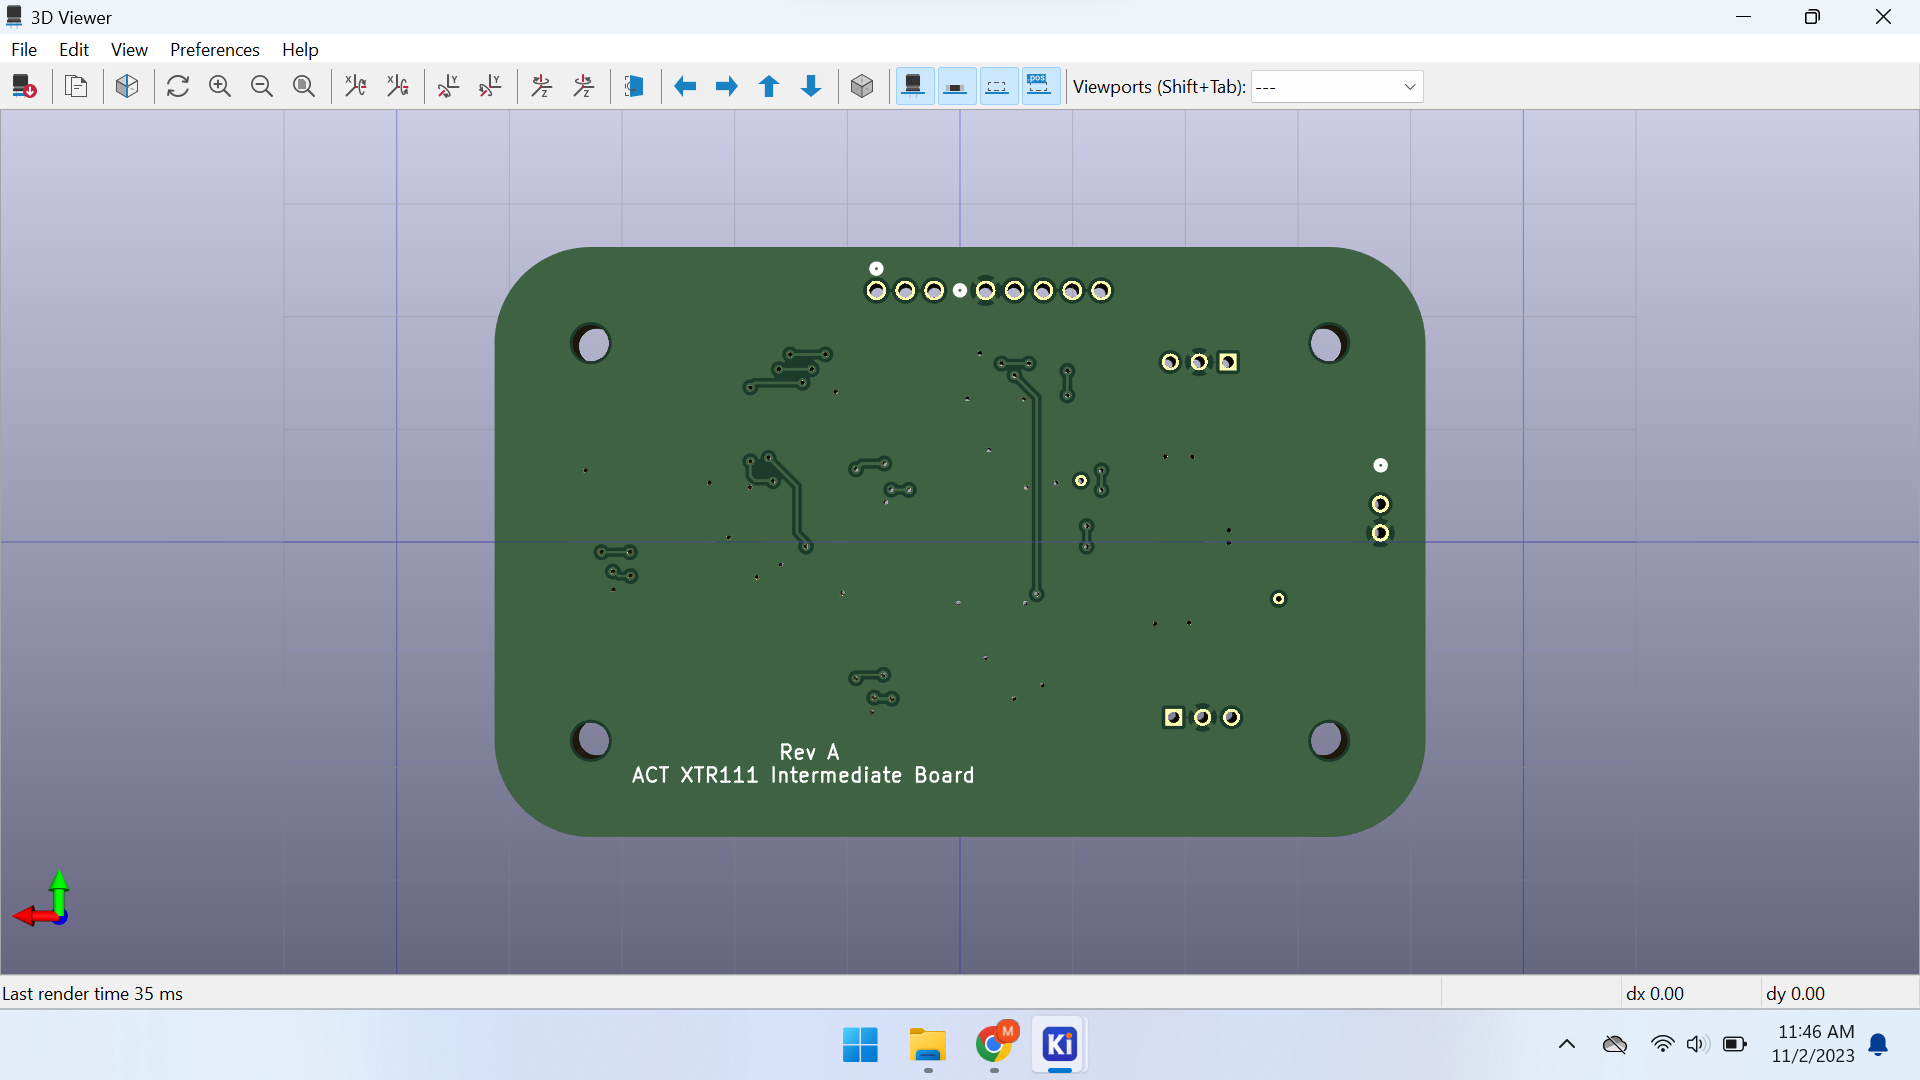 3D Viewer
File Edit View Preferences Help
Viewports (Shift+Tab): ---
Rev A
ACT XTR111 Intermediate Board
Last render time 35 ms
dx 0.00
dy 0.00
M
Ki
11:46 AM
11/2/2023